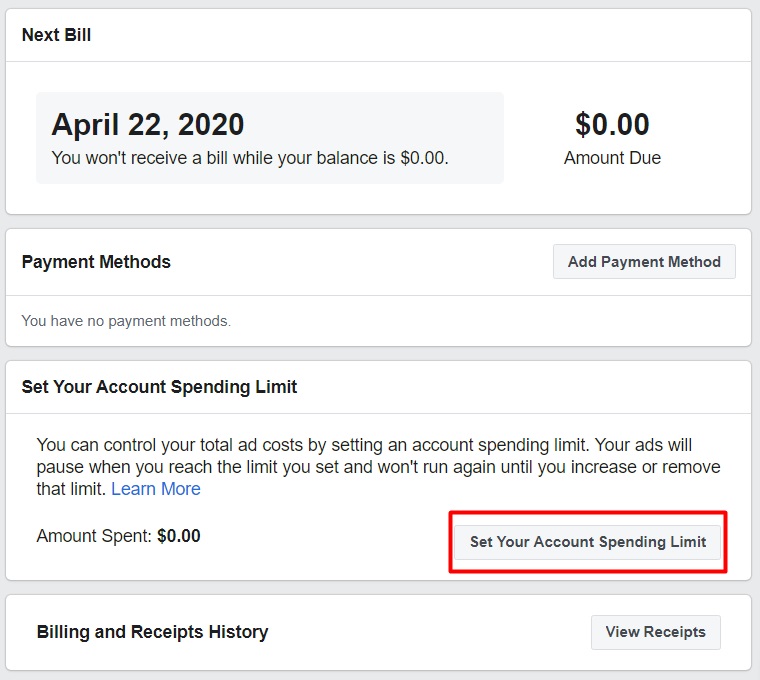 Next Bill
April 22, 2020
You won't receive a bill while your balance is $0.00.
$0.00
Amount Due
Payment Methods
Add Payment Method
You have no payment methods.
Set Your Account Spending Limit
You can control your total ad costs by setting an account spending limit. Your ads will
pause when you reach the limit you set and won't run again until you increase or remove
that limit. Learn More
Amount Spent: $0.00
Set Your Account Spending Limit
Billing and Receipts History
View Receipts